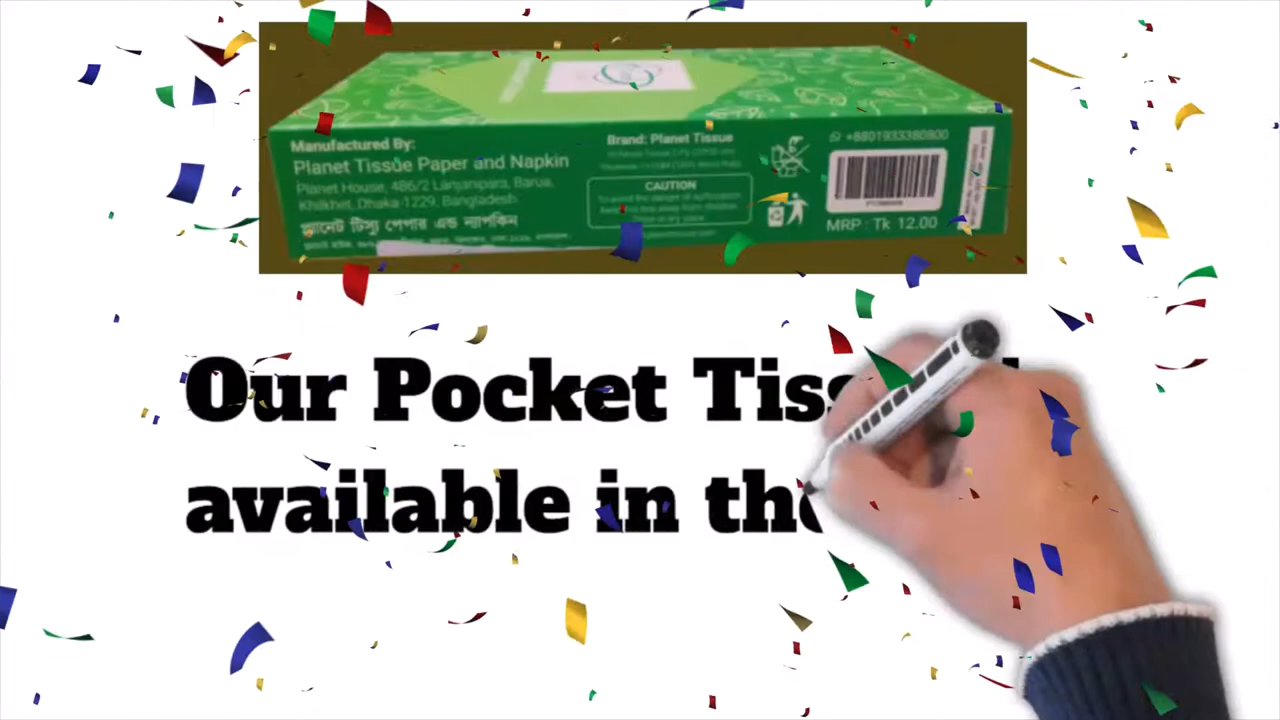 Manufactured By:
Planet Tissue Paper and Napkin
Planet House, 486/2 Lanjanipara, Barua,
Khilkhet, Dhaka 1229, Bangladesh
প্ল্যানেট টিস্যু পেপার এন্ড ন্যাপকিন
Brand: Planet Tissue
CAUTION
+8801933380800
MRP : Tk 12.00
Our Pocket Tiss
available in the